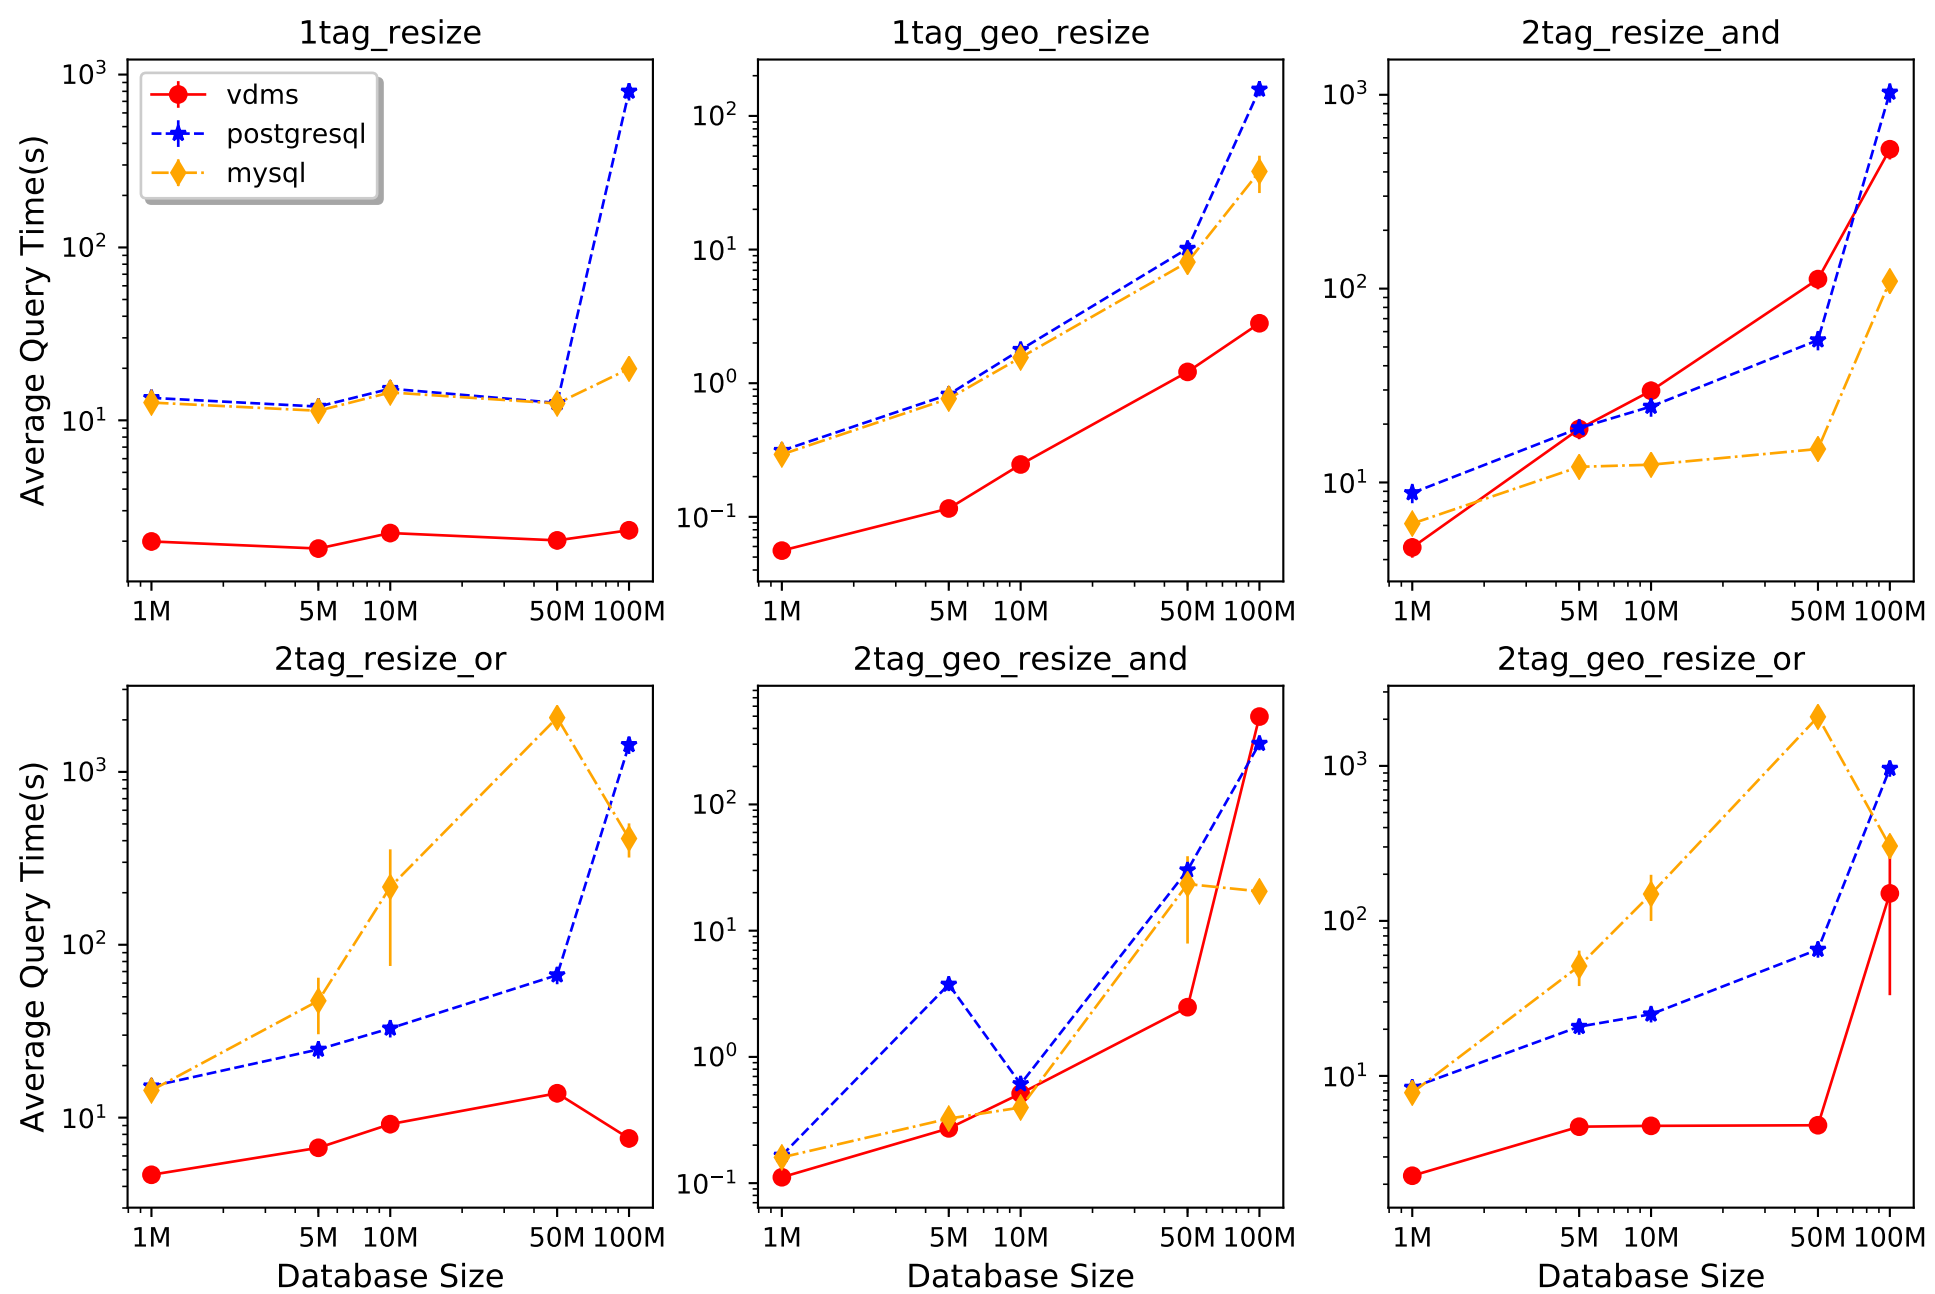 1tag_resize
1tag_geo_resize
2tag_resize_and
Average Query Time(s)
10³
10²
10¹
vdms
postgresql
mysql
1M 5M 10M 50M 100M
10²
10¹
10⁰
10⁻¹
1M 5M 10M 50M 100M
10³
10²
10¹
1M 5M 10M 50M 100M
2tag_resize_or
2tag_geo_resize_and
2tag_geo_resize_or
Average Query Time(s)
10³
10²
10¹
1M 5M 10M 50M 100M
Database Size
10²
10¹
10⁰
10⁻¹
1M 5M 10M 50M 100M
Database Size
10³
10²
10¹
1M 5M 10M 50M 100M
Database Size